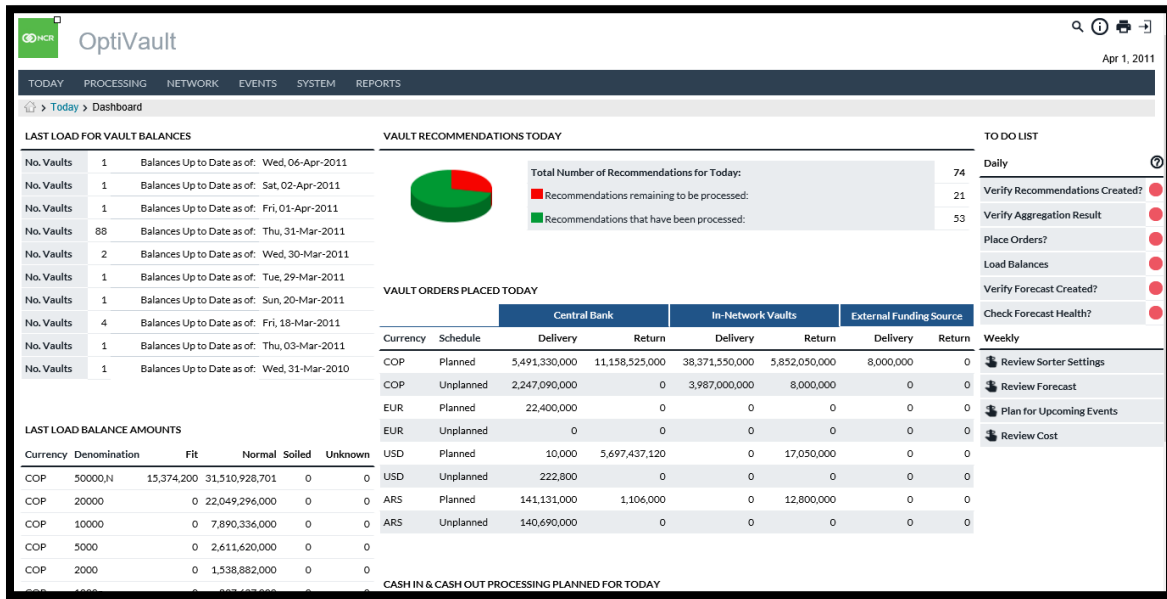 NCR
OptiVault
Apr 1, 2011
TODAY PROCESSING NETWORK EVENTS SYSTEM REPORTS
> Today > Dashboard
LAST LOAD FOR VAULT BALANCES
No. Vaults 1 Balances Up to Date as of: Wed, 06-Apr-2011
No. Vaults 1 Balances Up to Date as of: Sat, 02-Apr-2011
No. Vaults 1 Balances Up to Date as of: Fri, 01-Apr-2011
No. Vaults 88 Balances Up to Date as of: Thu, 31-Mar-2011
No. Vaults 2 Balances Up to Date as of: Wed, 30-Mar-2011
No. Vaults 1 Balances Up to Date as of: Tue, 29-Mar-2011
No. Vaults 1 Balances Up to Date as of: Sun, 20-Mar-2011
No. Vaults 4 Balances Up to Date as of: Fri, 18-Mar-2011
No. Vaults 1 Balances Up to Date as of: Thu, 03-Mar-2011
No. Vaults 1 Balances Up to Date as of: Wed, 31-Mar-2010
LAST LOAD BALANCE AMOUNTS
Currency Denomination Fit Normal Soiled Unknown
COP 50000,N 15,374,200 31,510,928,701 0 0
COP 20000 0 22,049,296,000 0 0
COP 10000 0 7,890,336,000 0 0
COP 5000 0 2,611,620,000 0 0
COP 2000 0 1,538,882,000 0 0
VAULT RECOMMENDATIONS TODAY
Total Number of Recommendations for Today: 74
Recommendations remaining to be processed: 21
Recommendations that have been processed: 53
VAULT ORDERS PLACED TODAY
Central Bank In-Network Vaults External Funding Source
Currency Schedule Delivery Return Delivery Return Delivery Return
COP Planned 5,491,330,000 11,158,525,000 38,371,550,000 5,852,050,000 8,000,000 0
COP Unplanned 2,247,090,000 0 3,987,000,000 8,000,000 0 0
EUR Planned 22,400,000 0 0 0 0 0
EUR Unplanned 0 0 0 0 0 0
USD Planned 10,000 5,697,437,120 0 17,050,000 0 0
USD Unplanned 222,800 0 0 0 0 0
ARS Planned 141,131,000 1,106,000 0 12,800,000 0 0
ARS Unplanned 140,690,000 0 0 0 0 0
CASH IN & CASH OUT PROCESSING PLANNED FOR TODAY
TO DO LIST
Daily
Verify Recommendations Created?
Verify Aggregation Result
Place Orders?
Load Balances
Verify Forecast Created?
Check Forecast Health?
Weekly
Review Sorter Settings
Review Forecast
Plan for Upcoming Events
Review Cost